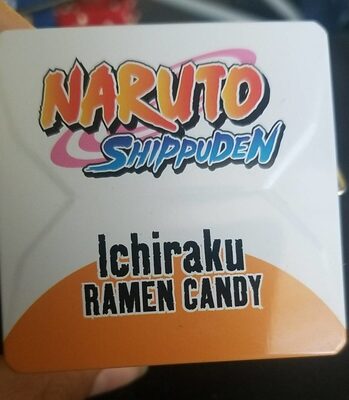 NARUTO
SHIPPUDEN
Ichiraku
RAMEN CANDY